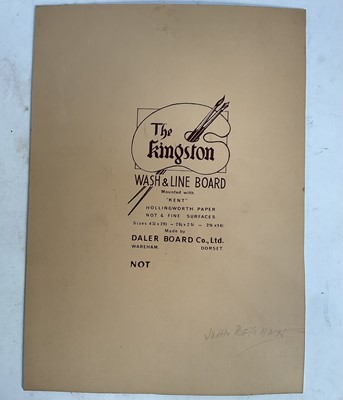 The
Kingston
WASH & LINE BOARD
Mounted with
"KENT"
HOLLINGWORTH PAPER
NOT & FINE SURFACES
Made by
DALER BOARD Co., Ltd.
WAREHAM DORSET
NOT
JOHN